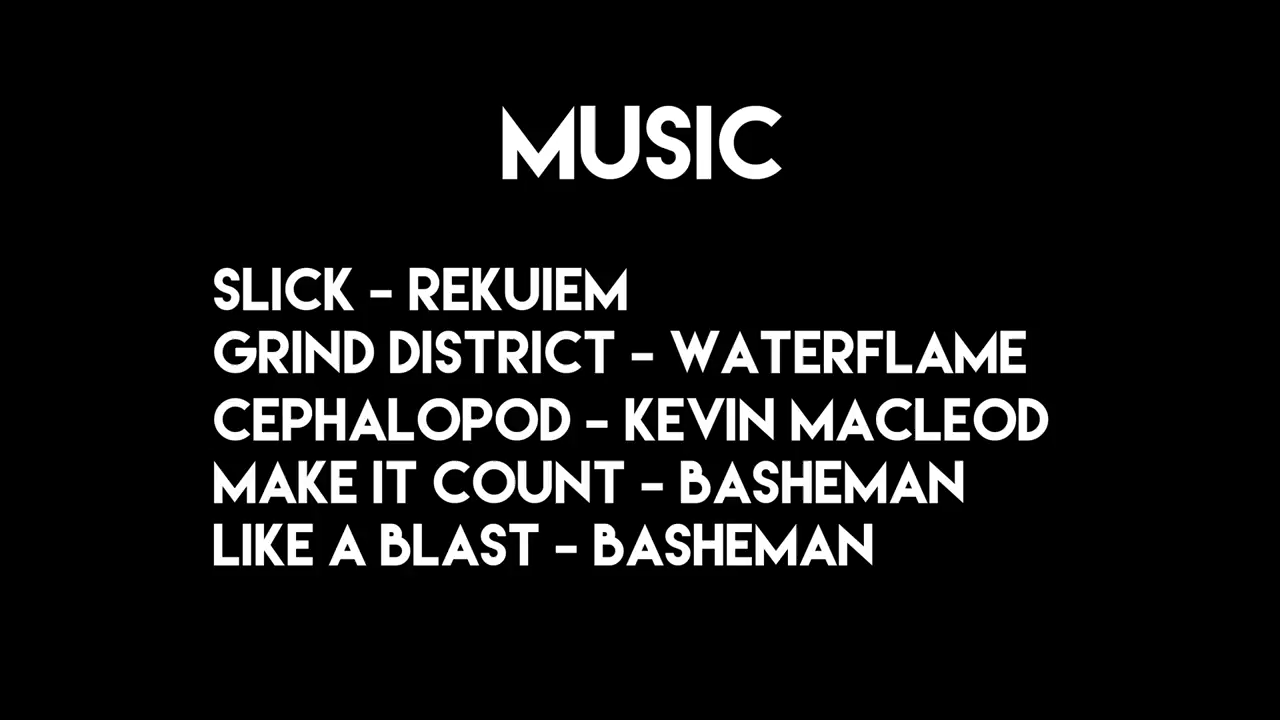 MUSIC
SLICK - REKUIEM
GRIND DISTRICT - WATERFLAME
CEPHALOPOD - KEVIN MACLEOD
MAKE IT COUNT - BASHEMAN
LIKE A BLAST - BASHEMAN